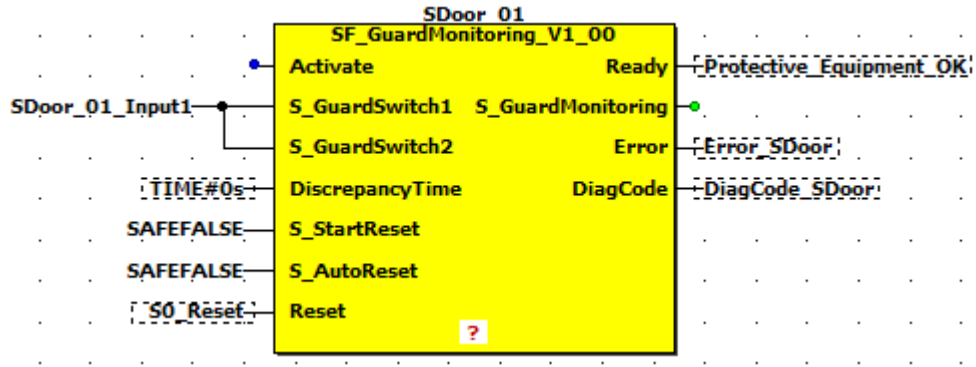 SDoor_01
SF_GuardMonitoring_V1_00
Activate Ready Protective_Equipment_OK
SDoor_01_Input1 S_GuardSwitch1 S_GuardMonitoring
S_GuardSwitch2 Error Error_SDoor
TIME#0s DiscrepancyTime DiagCode DiagCode_SDoor
SAFEFALSE S_StartReset
SAFEFALSE S_AutoReset
S0_Reset Reset
?